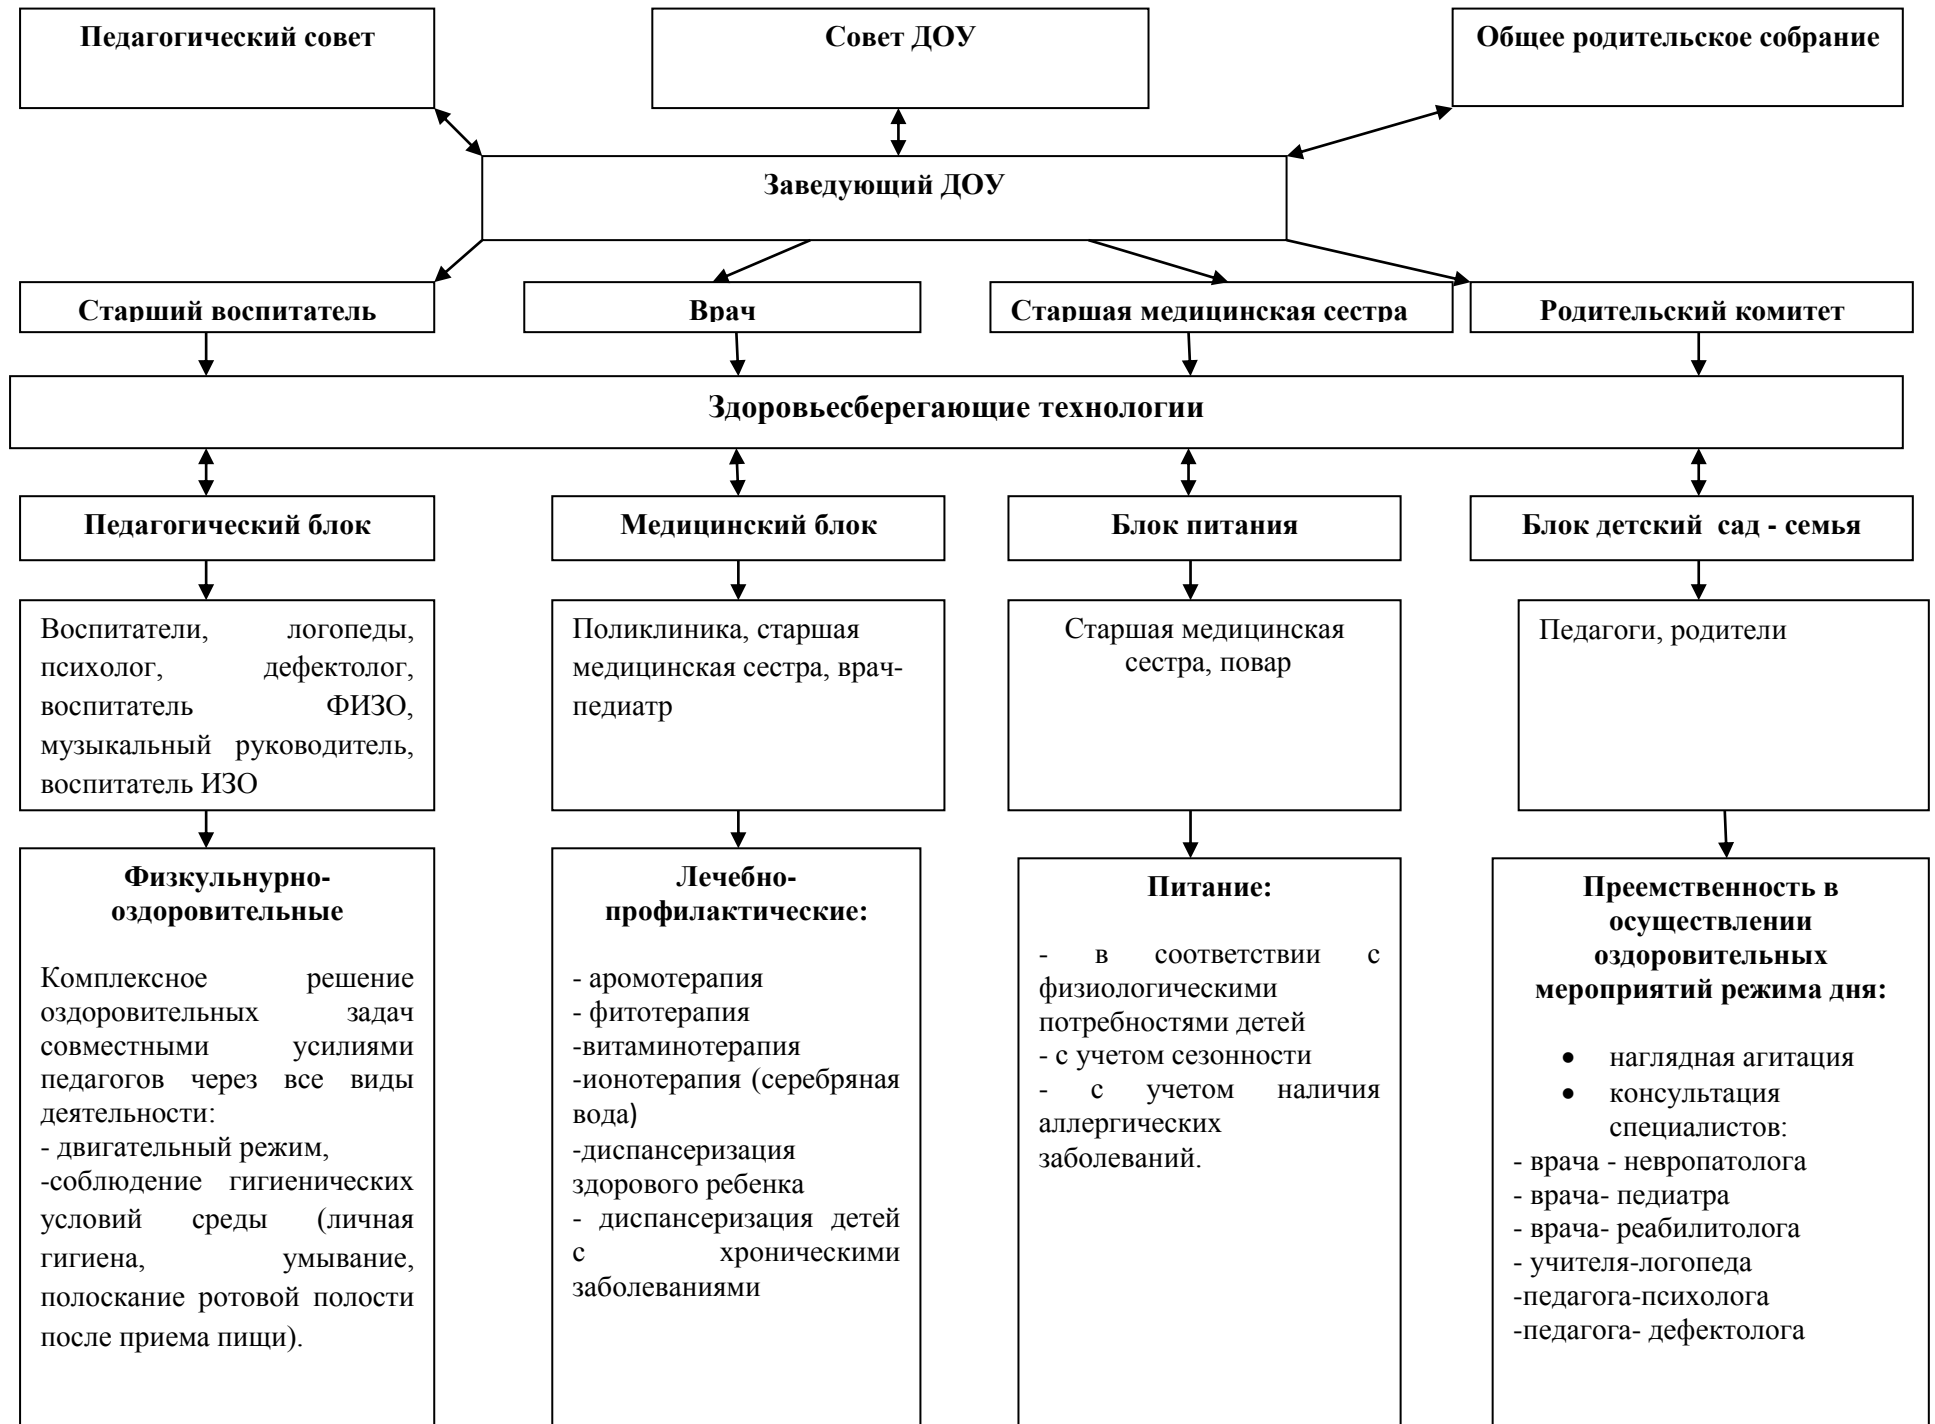 Педагогический совет
Совет ДОУ
Общее родительское собрание
Заведующий ДОУ
Старший воспитатель
Врач
Старшая медицинская сестра
Родительский комитет
Здоровьесберегающие технологии
Педагогический блок
Медицинский блок
Блок питания
Блок детский сад - семья
Воспитатели, логопеды,
психолог, дефектолог,
воспитатель ФИЗО,
музыкальный руководитель,
воспитатель ИЗО
Поликлиника, старшая
медицинская сестра, врач-
педиатр
Старшая медицинская
сестра, повар
Педагоги, родители
Физкульнурно-
оздоровительные
Комплексное решение
оздоровительных задач
совместными усилиями
педагогов через все виды
деятельности:
- двигательный режим,
-соблюдение гигиенических
условий среды (личная
гигиена, умывание,
полоскание ротовой полости
после приема пищи).
Лечебно-
профилактические:
- аромотерапия
- фитотерапия
-витаминотерапия
-ионотерапия (серебряная
вода)
-диспансеризация
здорового ребенка
- диспансеризация детей
с хроническими
заболеваниями
Питание:
- в соответствии с
физиологическими
потребностями детей
- с учетом сезонности
- с учетом наличия
аллергических
заболеваний.
Преемственность в
осуществлении
оздоровительных
мероприятий режима дня:
• наглядная агитация
• консультация
специалистов:
- врача - невропатолога
- врача- педиатра
- врача- реабилитолога
- учителя-логопеда
-педагога-психолога
-педагога- дефектолога